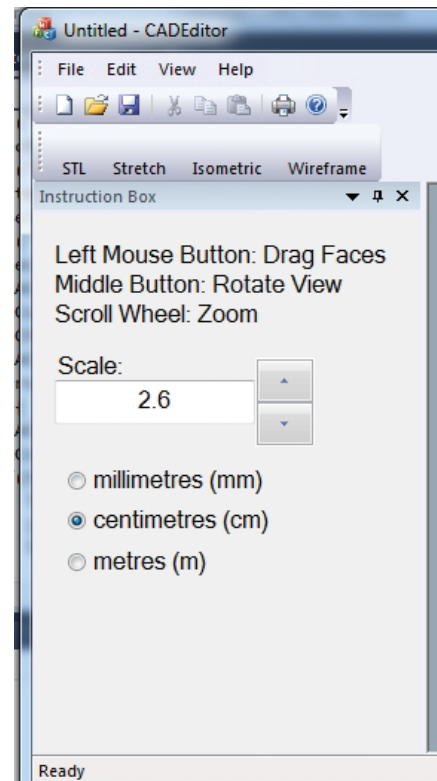 Untitled - CADEditor
File Edit View Help
STL Stretch Isometric Wireframe
Instruction Box
Left Mouse Button: Drag Faces
Middle Button: Rotate View
Scroll Wheel: Zoom
Scale:
2.6
millimetres (mm)
centimetres (cm)
metres (m)
Ready